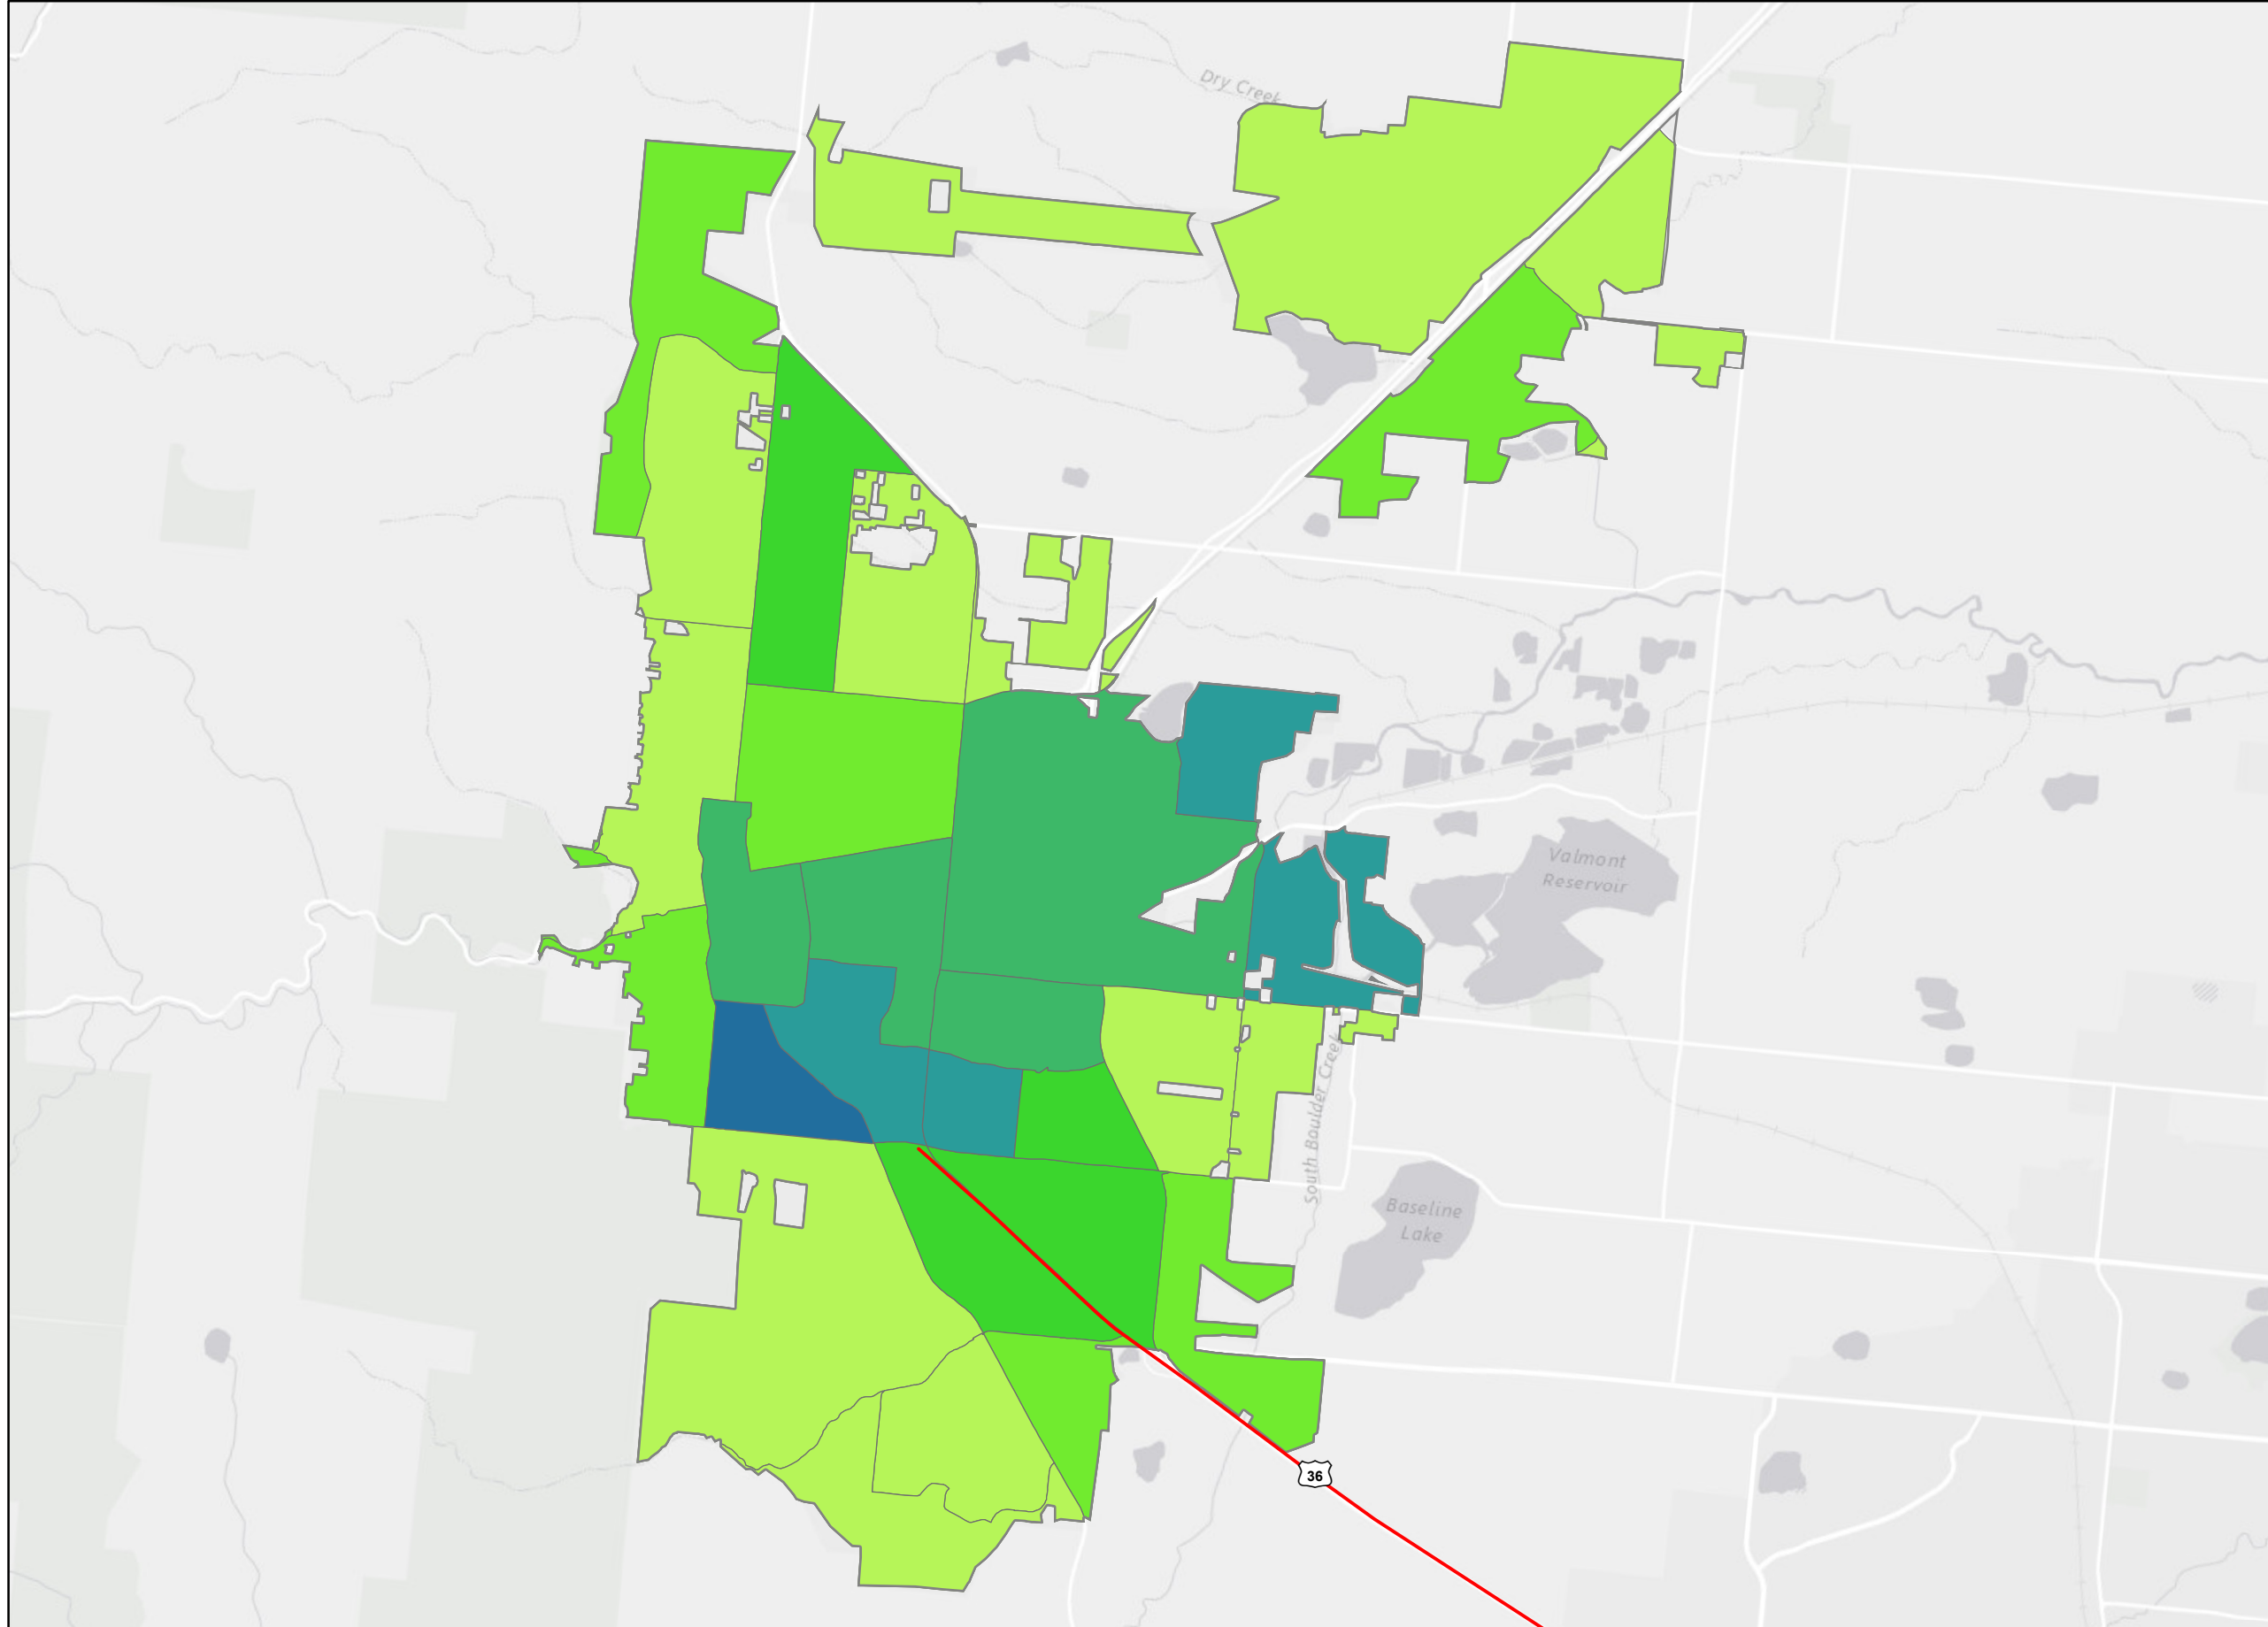 Dry Creek
Valmont
Reservoir
South Boulder Creek
Baseline
Lake
36